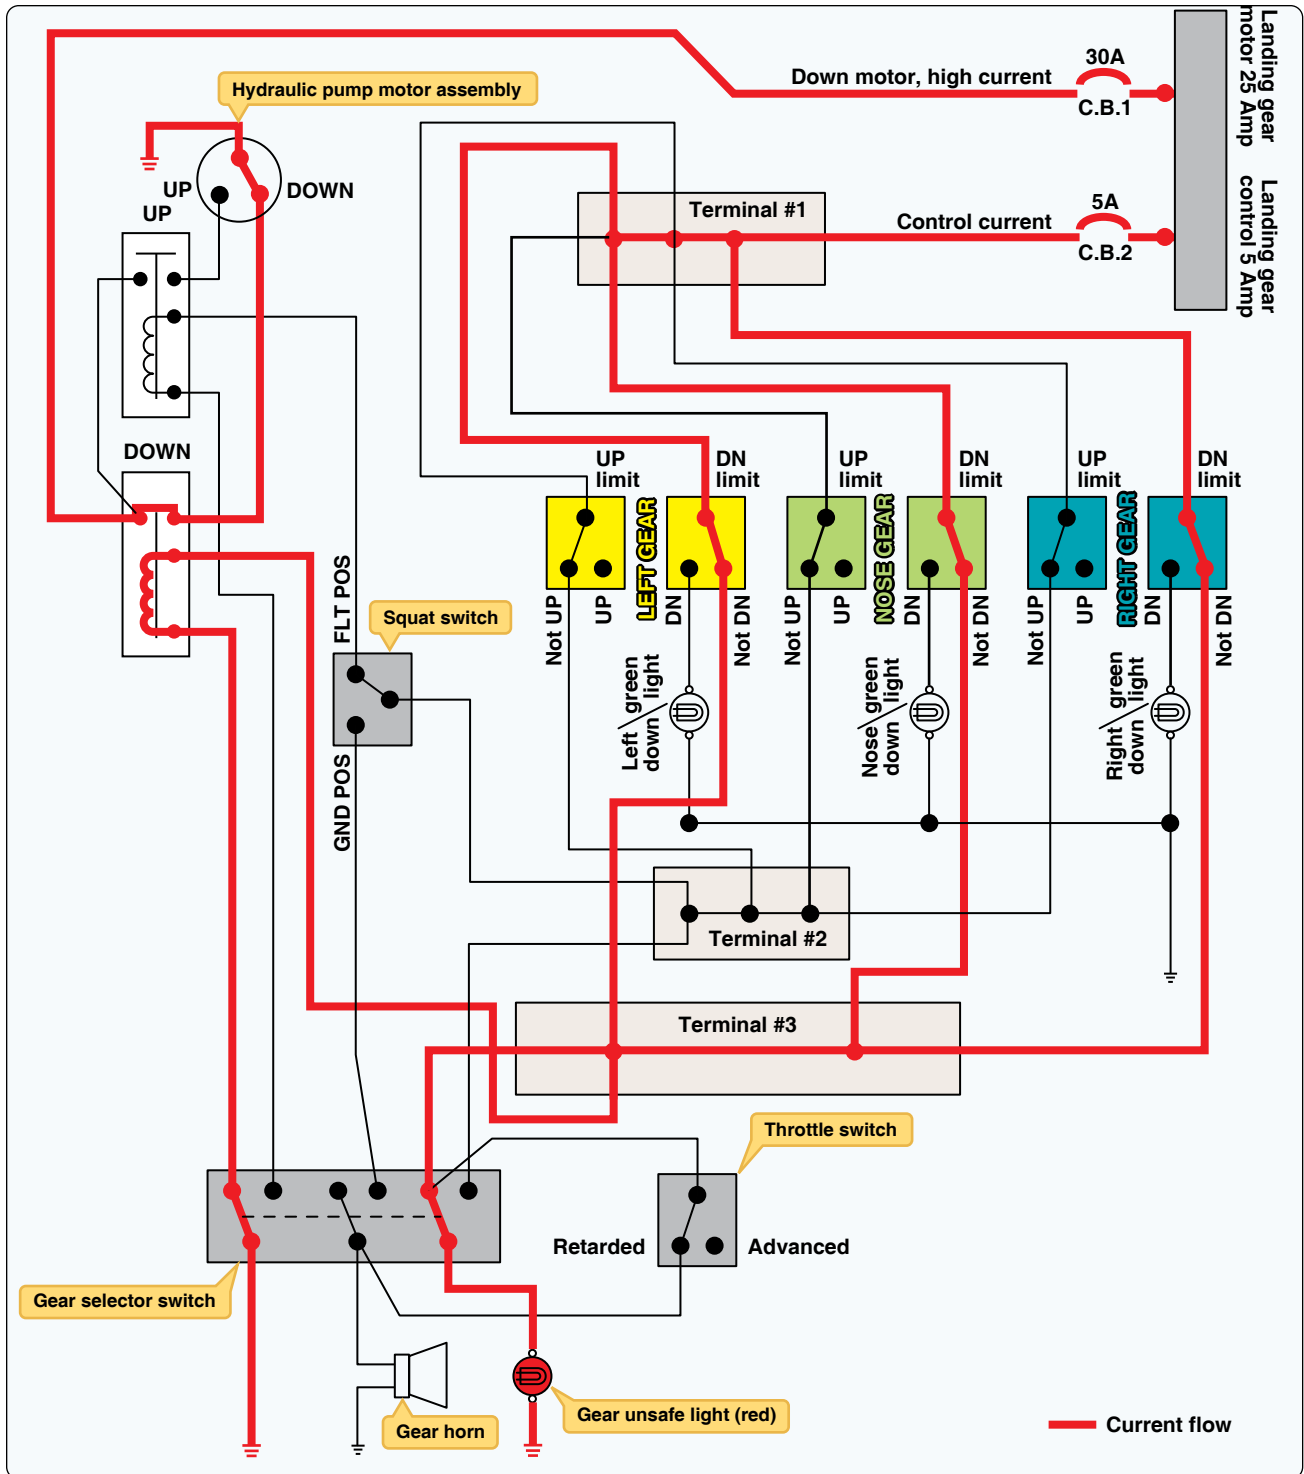 Landing gear
motor 25 Amp
30A
Down motor, high current
C.B.1
Hydraulic pump motor assembly
UP
DOWN
UP
Landing gear
control 5 Amp
5A
Terminal #1
Control current
C.B.2
DOWN
UP
limit
DN
limit
UP
limit
DN
limit
UP
limit
DN
limit
LEFT GEAR
NOSE GEAR
RIGHT GEAR
Not UP
UP
DN
Not DN
Not UP
UP
DN
Not DN
Not UP
UP
DN
Not DN
FLT POS
Squat switch
GND POS
Left green
down light
Nose green
down light
Right green
down light
Terminal #2
Terminal #3
Throttle switch
Retarded
Advanced
Gear selector switch
Gear horn
Gear unsafe light (red)
Current flow